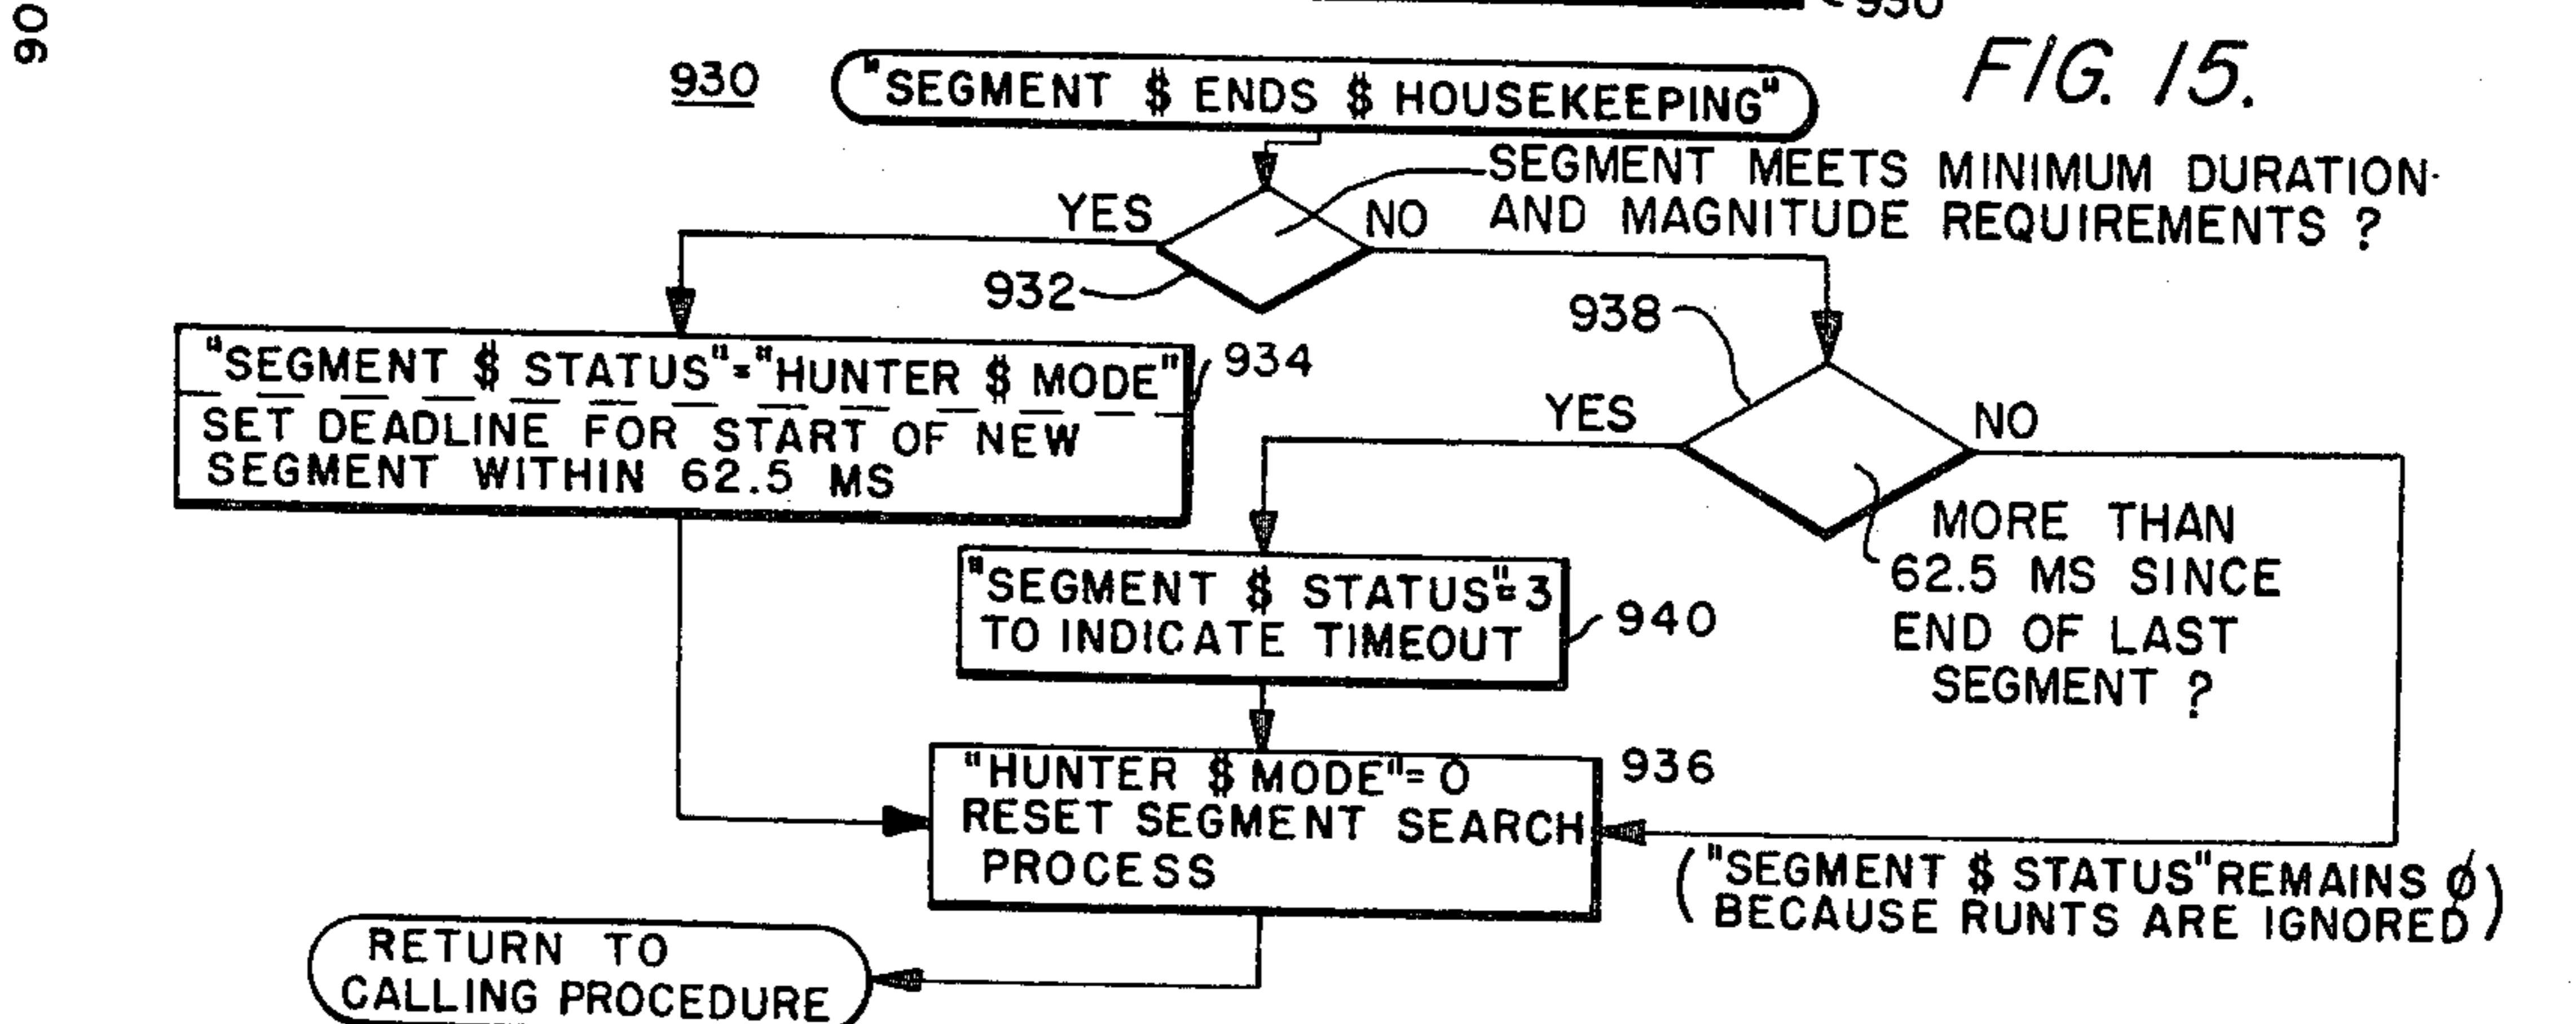 90
930
FIG. 15.
930
"SEGMENT $ ENDS $ HOUSEKEEPING"
SEGMENT MEETS MINIMUM DURATION
AND MAGNITUDE REQUIREMENTS ?
YES
NO
932
938
"SEGMENT $ STATUS"="HUNTER $ MODE"
SET DEADLINE FOR START OF NEW
SEGMENT WITHIN 62.5 MS
934
YES
NO
MORE THAN
62.5 MS SINCE
END OF LAST
SEGMENT ?
"SEGMENT $ STATUS"=3
TO INDICATE TIMEOUT
940
"HUNTER $ MODE"=0
RESET SEGMENT SEARCH
PROCESS
936
("SEGMENT $ STATUS" REMAINS ∅
BECAUSE RUNTS ARE IGNORED)
RETURN TO
CALLING PROCEDURE